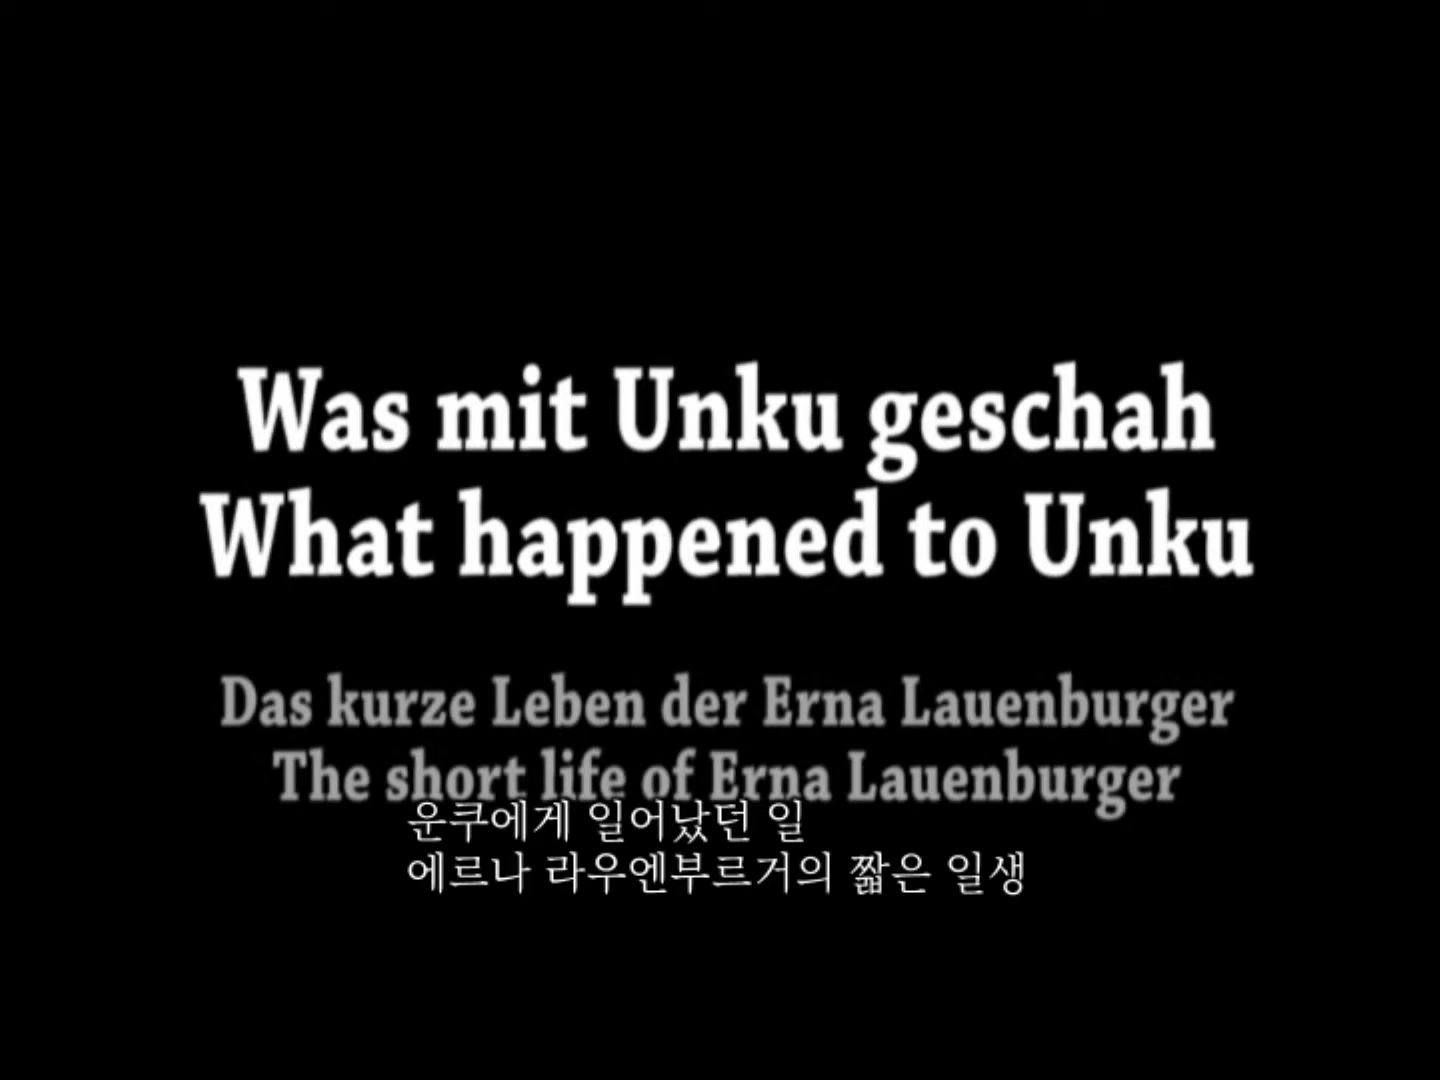 Was mit Unku geschah
What happened to Unku
Das kurze Leben der Erna Lauenburger
The short life of Erna Lauenburger
운쿠에게 일어났던 일
에르나 라우엔부르거의 짧은 일생